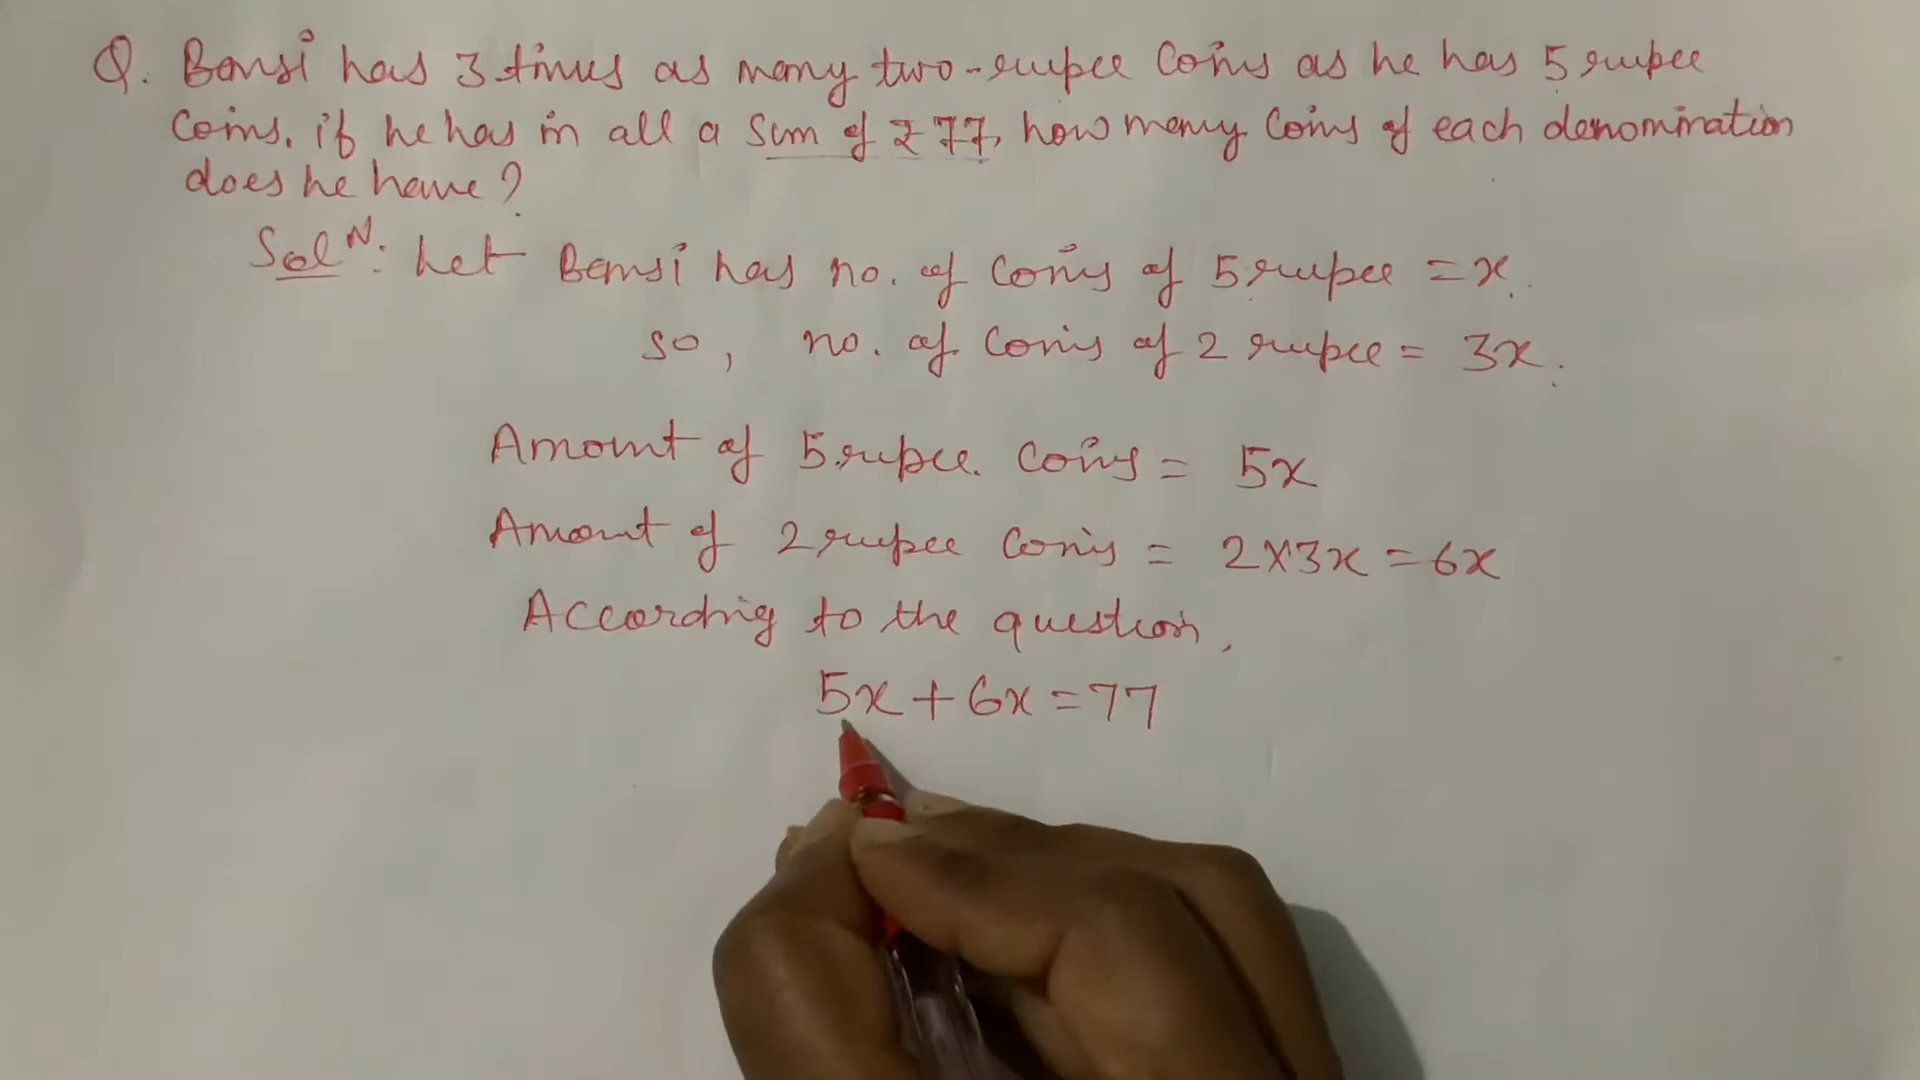 Q. Bansi has 3 times as many two-rupee Coins as he has 5 rupee
Coins. if he has in all a Sum of ₹77, how many Coins of each denomination
does he have?
Solᴺ: Let Bansi has no. of Coins of 5 rupee = x.
so, no. of Coins of 2 rupee = 3x.
Amount of 5 rupee. Coins = 5x
Amount of 2 rupee Coins = 2×3x = 6x
According to the question,
5x + 6x = 77